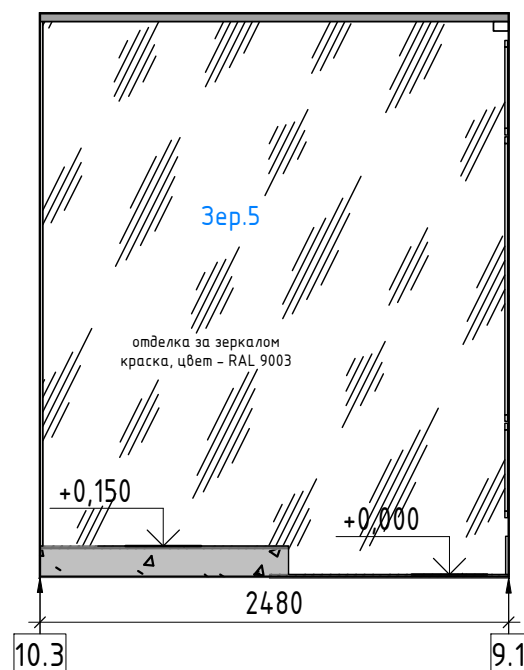 Зер.5
отделка за зеркалом
краска, цвет – RAL 9003
+0,150
+0,000
2480
10.3
9.1